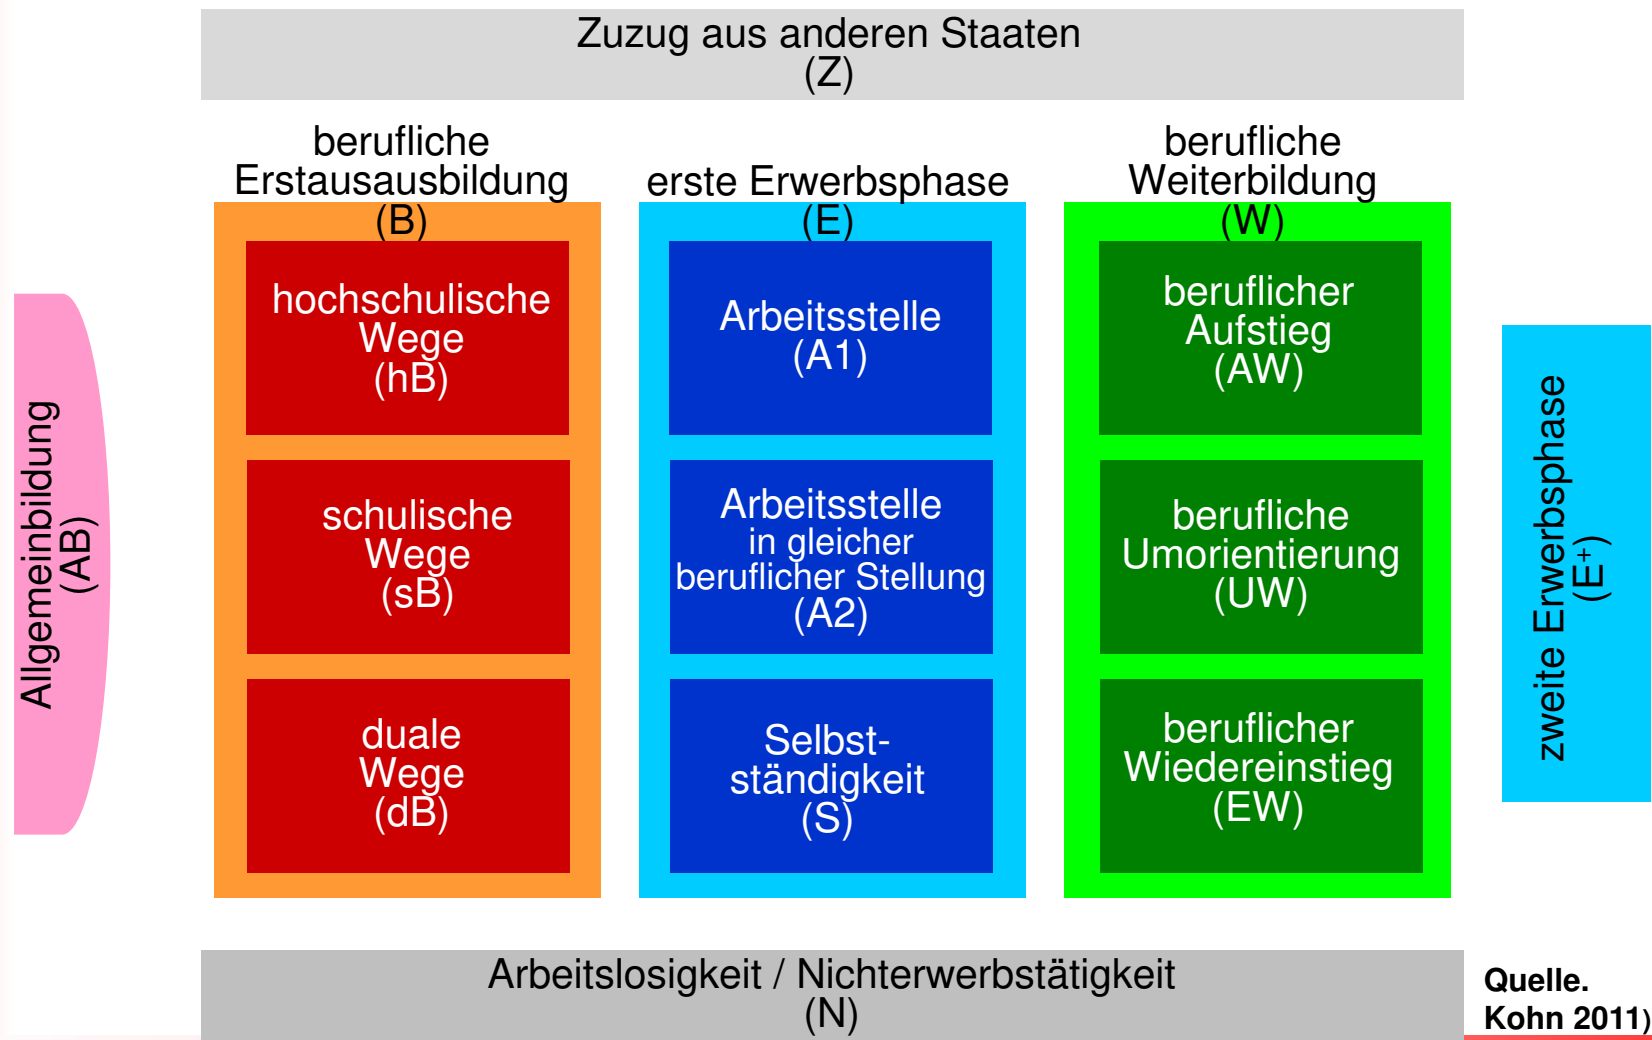 Zuzug aus anderen Staaten
(Z)
Allgemeinbildung
(AB)
berufliche
Erstausausbildung
(B)
hochschulische
Wege
(hB)
schulische
Wege
(sB)
duale
Wege
(dB)
erste Erwerbsphase
(E)
Arbeitsstelle
(A1)
Arbeitsstelle
in gleicher
beruflicher Stellung
(A2)
Selbst-
ständigkeit
(S)
berufliche
Weiterbildung
(W)
beruflicher
Aufstieg
(AW)
berufliche
Umorientierung
(UW)
beruflicher
Wiedereinstieg
(EW)
zweite Erwerbsphase
(E⁺)
Arbeitslosigkeit / Nichterwerbstätigkeit
(N)
Quelle.
Kohn 2011)